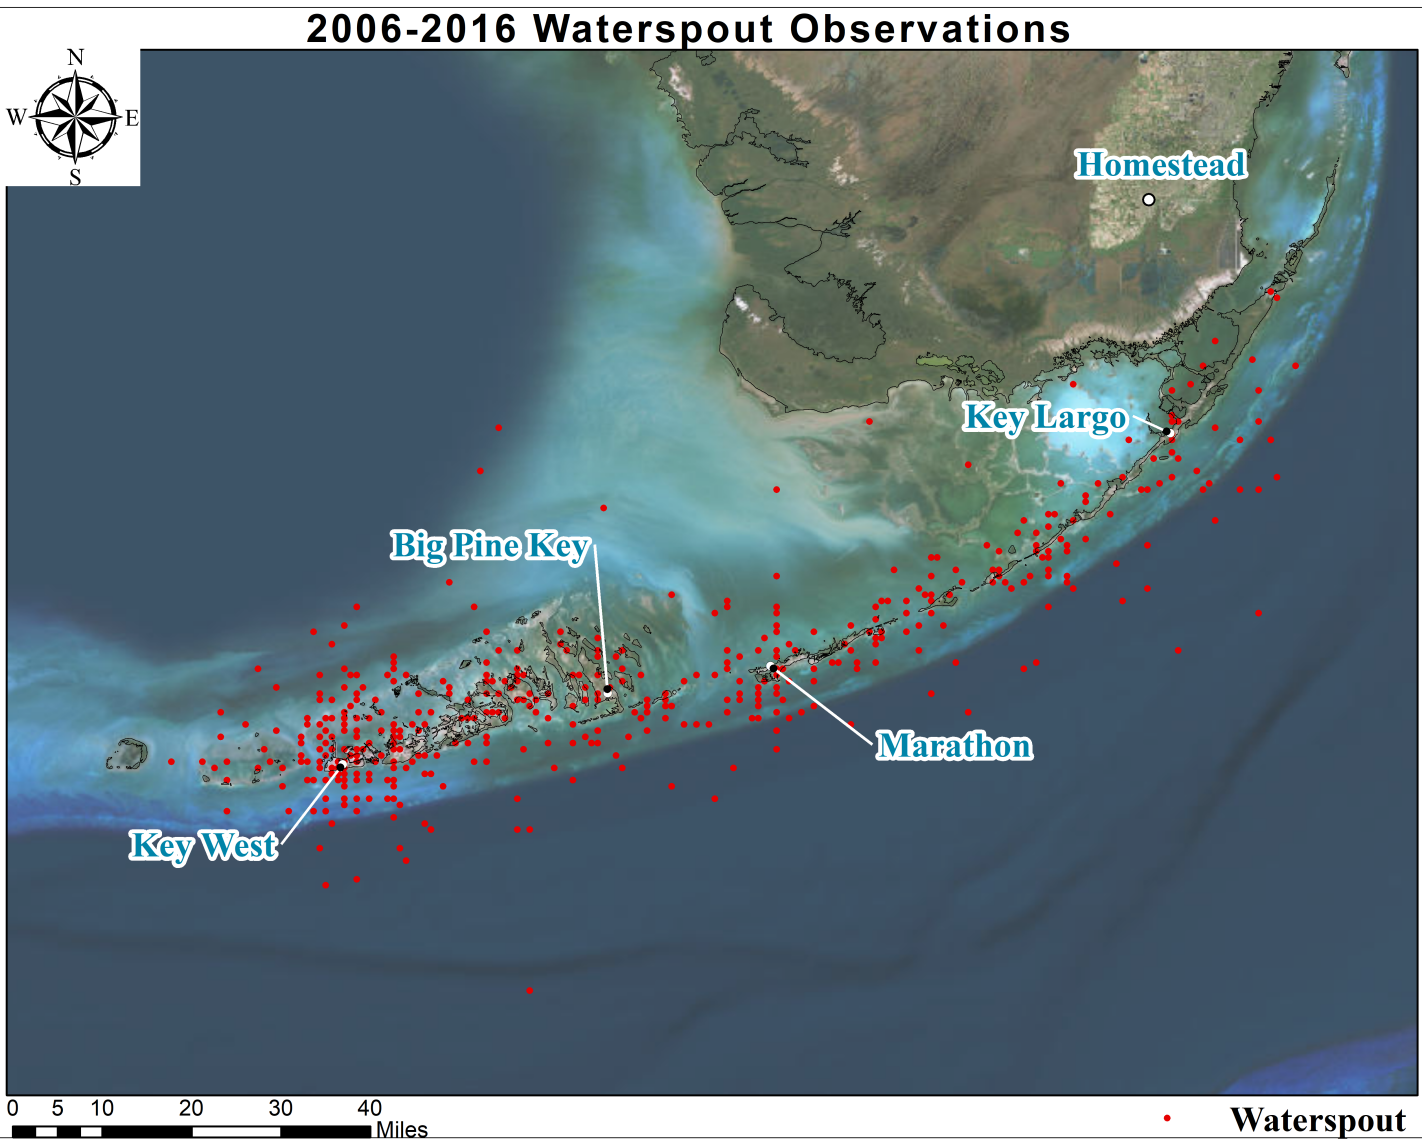 2006-2016 Waterspout Observations
N
W E
S
Homestead
Key Largo
Big Pine Key
Marathon
Key West
0 5 10 20 30 40
Miles
Waterspout